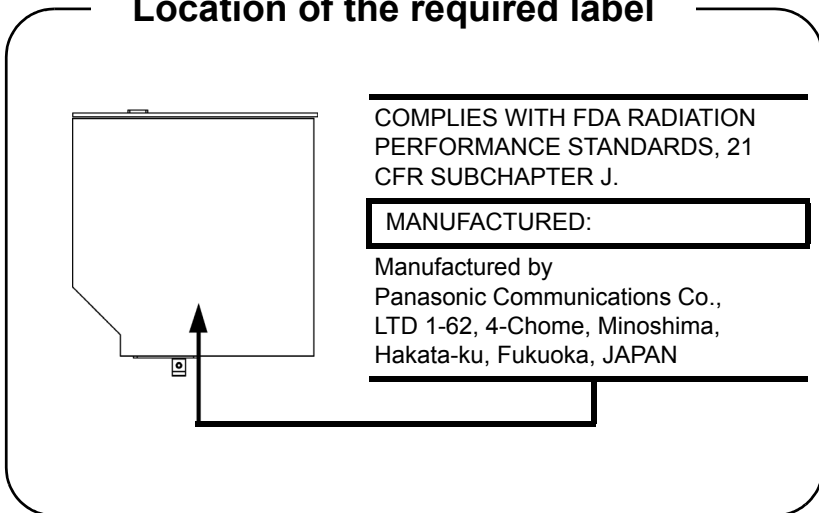 Location of the required label
COMPLIES WITH FDA RADIATION
PERFORMANCE STANDARDS, 21
CFR SUBCHAPTER J.
MANUFACTURED:
Manufactured by
Panasonic Communications Co.,
LTD 1-62, 4-Chome, Minoshima,
Hakata-ku, Fukuoka, JAPAN